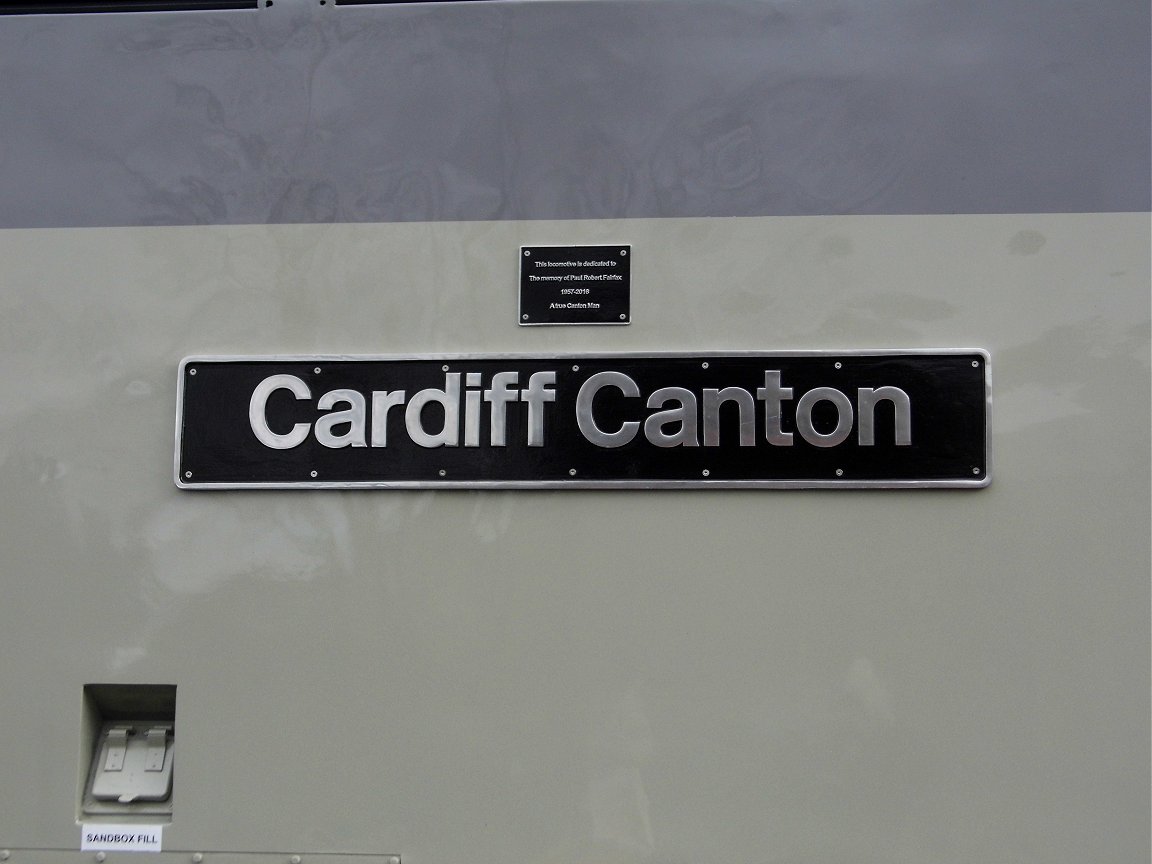 This locomotive is dedicated to
The memory of Paul Robert Fairfax
1957-2018
A true Canton Man
Cardiff Canton
SANDBOX FILL